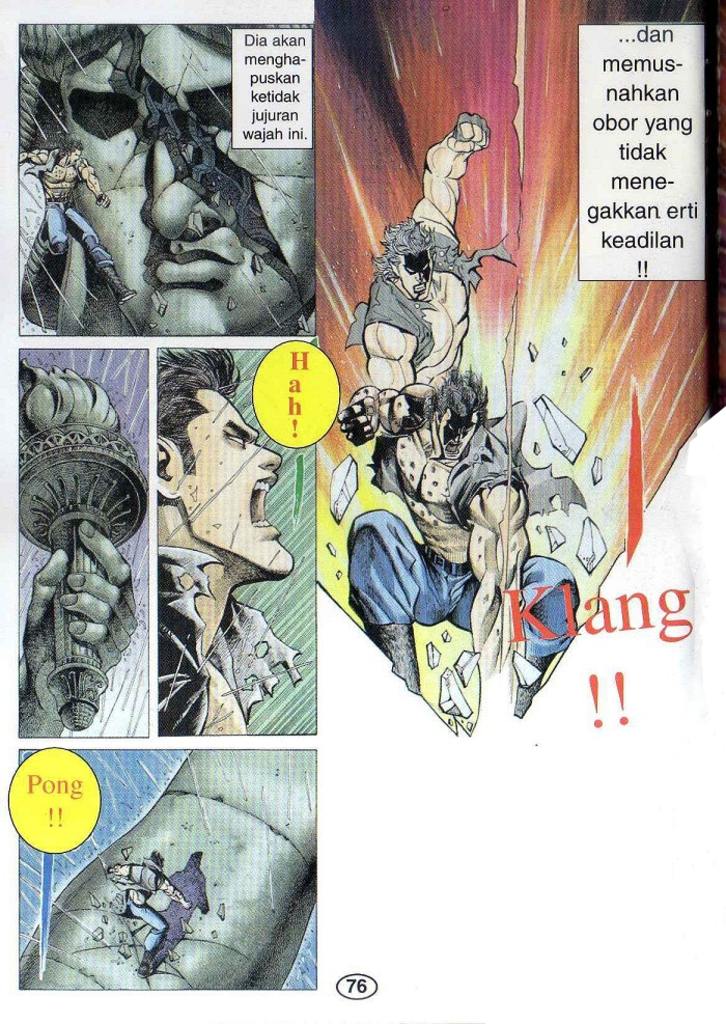 Dia akan
mengha-
puskan
ketidak
jujuran
wajah ini.
...dan
memus-
nahkan
obor yang
tidak
mene-
gakkan erti
keadilan
!!
Hah!
Klang
!!
Pong
!!
76